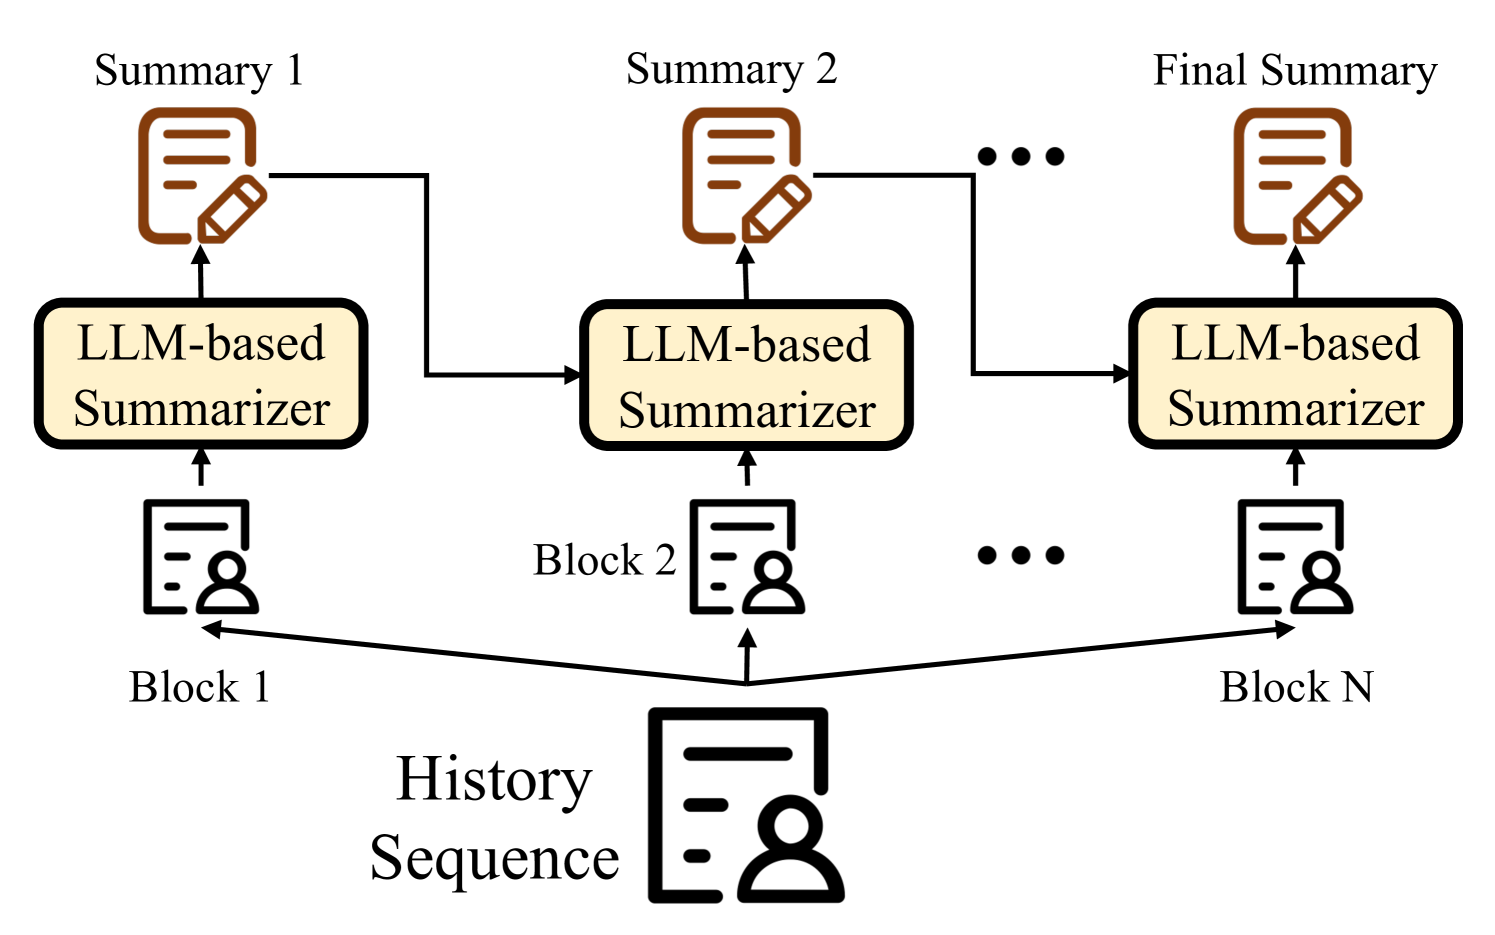 Summary 1
Summary 2
Final Summary
LLM-based
Summarizer
LLM-based
Summarizer
LLM-based
Summarizer
Block 1
Block 2
Block N
History
Sequence